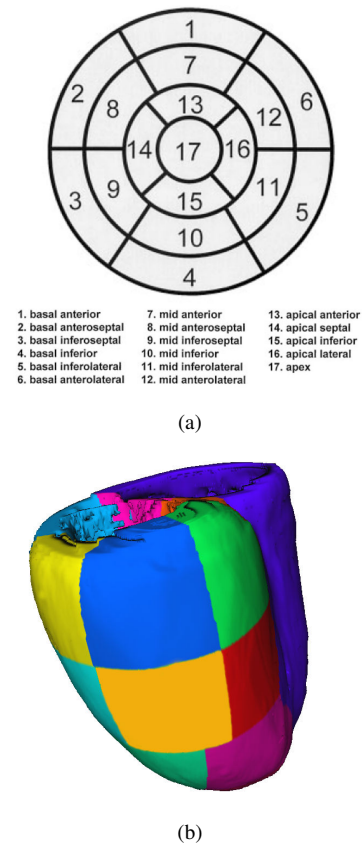 1
7
2
6
8
13
12
14
17
16
3
9
15
11
5
10
4
1. basal anterior
2. basal anteroseptal
3. basal inferoseptal
4. basal inferior
5. basal inferolateral
6. basal anterolateral
7. mid anterior
8. mid anteroseptal
9. mid inferoseptal
10. mid inferior
11. mid inferolateral
12. mid anterolateral
13. apical anterior
14. apical septal
15. apical inferior
16. apical lateral
17. apex
(a)
(b)